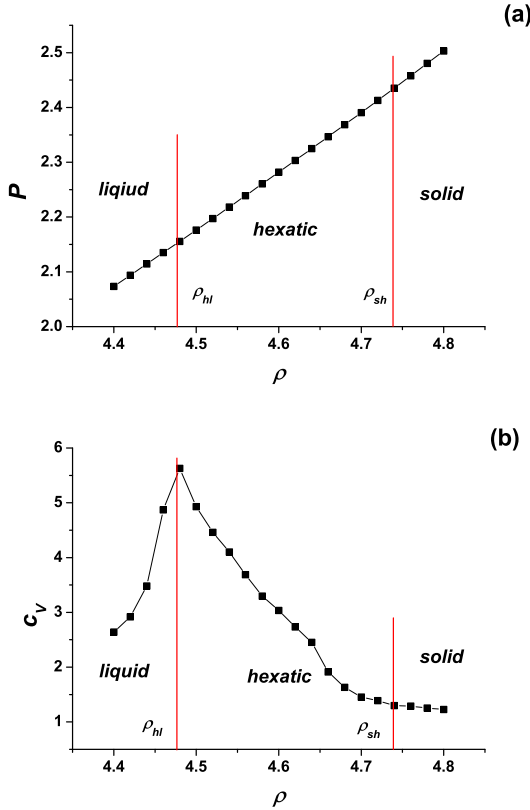 (a)
2.5
2.4
2.3
2.2
2.1
2.0
P
liqiud
hexatic
solid
ρhl
ρsh
4.4 4.5 4.6 4.7 4.8
ρ
(b)
6
5
4
3
2
1
cV
liquid
hexatic
solid
ρhl
ρsh
4.4 4.5 4.6 4.7 4.8
ρ